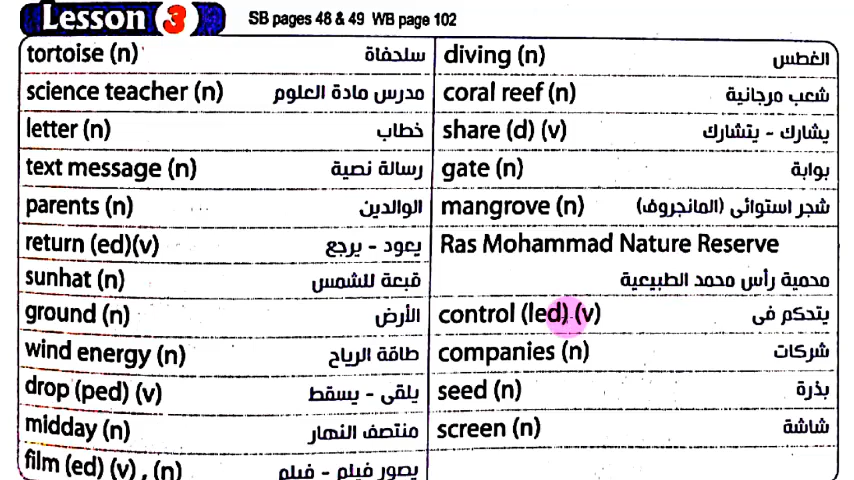 Lesson 3 SB pages 48 & 49 WB page 102
tortoise (n) سلحفاة
science teacher (n) مدرس مادة العلوم
letter (n) خطاب
text message (n) رسالة نصية
parents (n) الوالدين
return (ed)(v) يعود - يرجع
sunhat (n) قبعة للشمس
ground (n) الأرض
wind energy (n) طاقة الرياح
drop (ped) (v) يلقى - يسقط
midday (n) منتصف النهار
film (ed) (v) , (n) يصور فيلم - فيلم
diving (n) الغطس
coral reef (n) شعب مرجانية
share (d) (v) يشارك - يتشارك
gate (n) بوابة
mangrove (n) شجر استوائى (المانجروف)
Ras Mohammad Nature Reserve
محمية رأس محمد الطبيعية
control (led) (v) يتحكم فى
companies (n) شركات
seed (n) بذرة
screen (n) شاشة